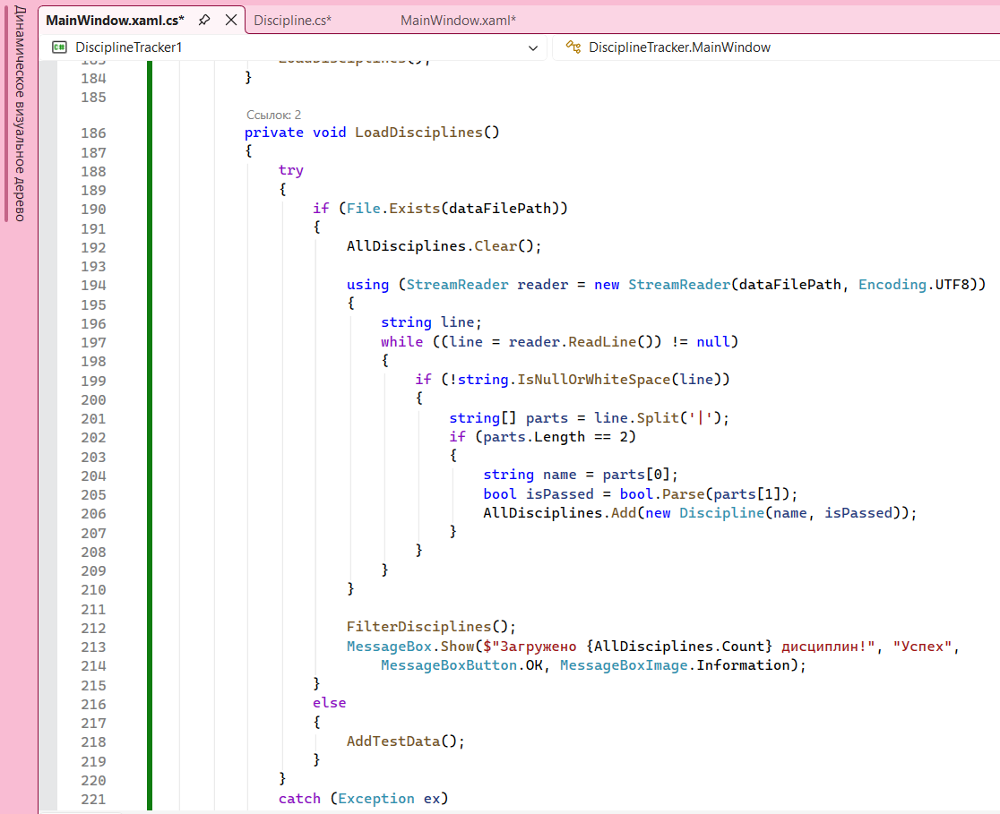 Динамическое визуальное дерево
MainWindow.xaml.cs* Discipline.cs* MainWindow.xaml*
C# DisciplineTracker1 DisciplineTracker.MainWindow
183 LoadDisciplines();
184 }
185
Ссылок: 2
186 private void LoadDisciplines()
187 {
188 try
189 {
190 if (File.Exists(dataFilePath))
191 {
192 AllDisciplines.Clear();
193
194 using (StreamReader reader = new StreamReader(dataFilePath, Encoding.UTF8))
195 {
196 string line;
197 while ((line = reader.ReadLine()) != null)
198 {
199 if (!string.IsNullOrWhiteSpace(line))
200 {
201 string[] parts = line.Split('|');
202 if (parts.Length == 2)
203 {
204 string name = parts[0];
205 bool isPassed = bool.Parse(parts[1]);
206 AllDisciplines.Add(new Discipline(name, isPassed));
207 }
208 }
209 }
210 }
211
212 FilterDisciplines();
213 MessageBox.Show($"Загружено {AllDisciplines.Count} дисциплин!", "Успех",
214 MessageBoxButton.OK, MessageBoxImage.Information);
215 }
216 else
217 {
218 AddTestData();
219 }
220 }
221 catch (Exception ex)